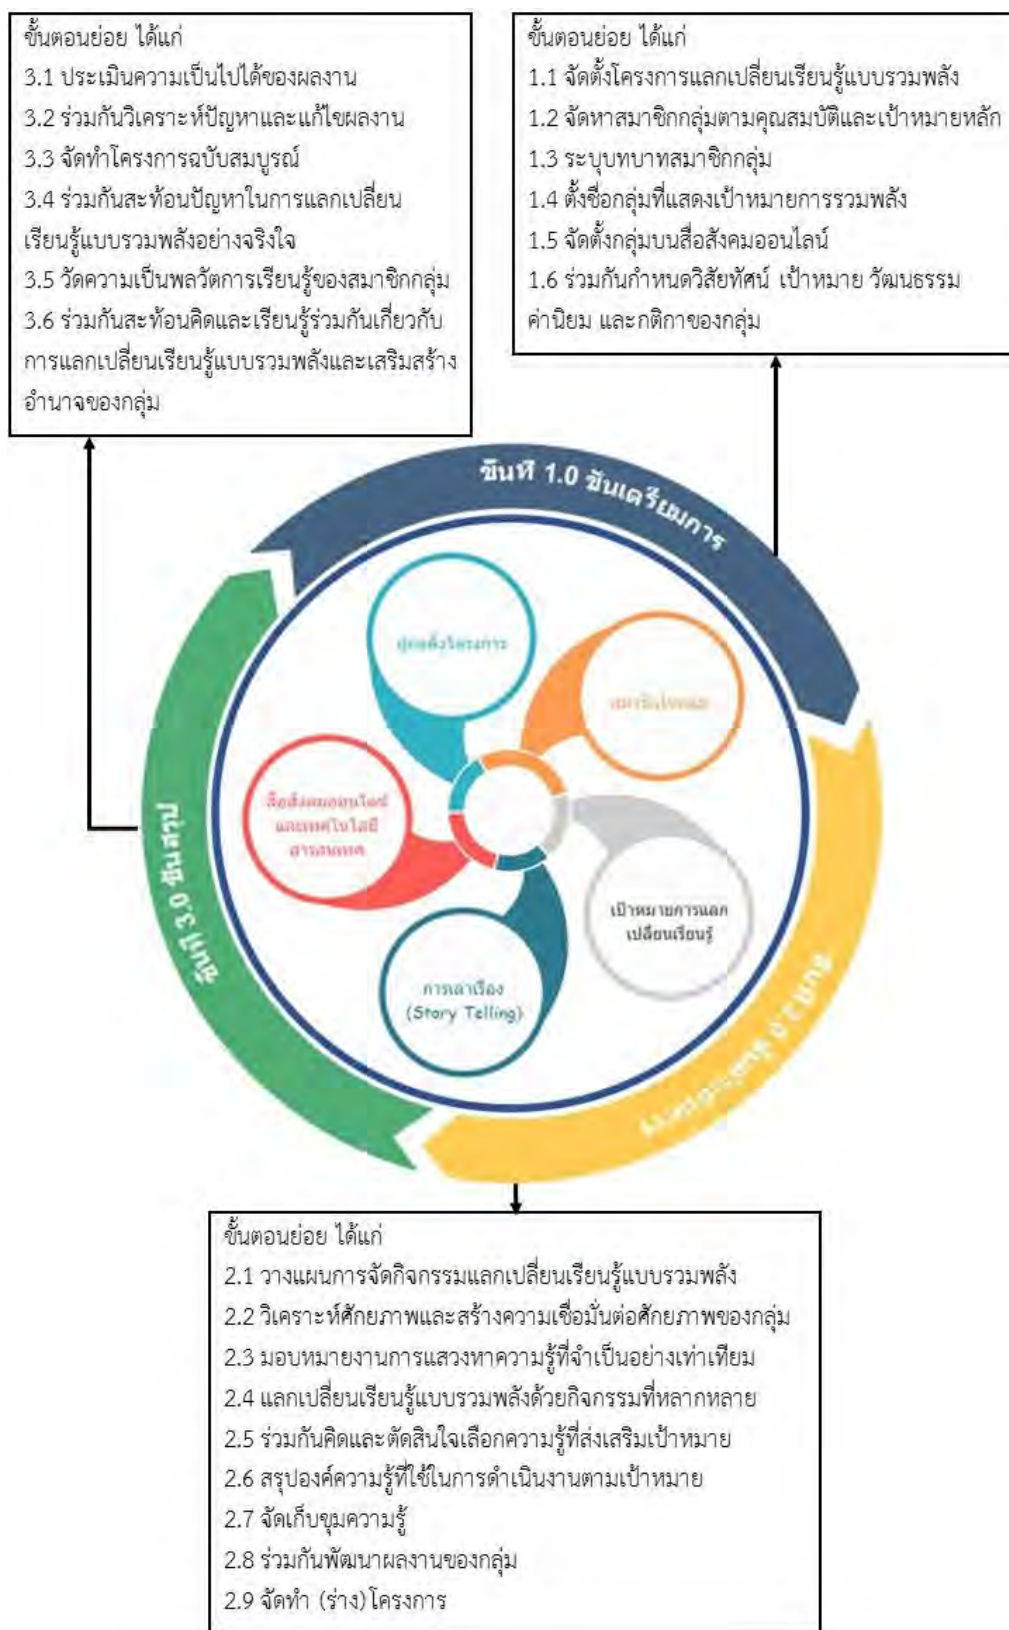 ขั้นตอนย่อย ได้แก่
3.1 ประเมินความเป็นไปได้ของผลงาน
3.2 ร่วมกันวิเคราะห์ปัญหาและแก้ไขผลงาน
3.3 จัดทำโครงการฉบับสมบูรณ์
3.4 ร่วมกันสะท้อนปัญหาในการแลกเปลี่ยน
เรียนรู้แบบรวมพลังอย่างจริงใจ
3.5 วัดความเป็นพลวัตการเรียนรู้ของสมาชิกกลุ่ม
3.6 ร่วมกันสะท้อนคิดและเรียนรู้ร่วมกันเกี่ยวกับ
การแลกเปลี่ยนเรียนรู้แบบรวมพลังและเสริมสร้าง
อำนาจของกลุ่ม
ขั้นตอนย่อย ได้แก่
1.1 จัดตั้งโครงการแลกเปลี่ยนเรียนรู้แบบรวมพลัง
1.2 จัดหาสมาชิกกลุ่มตามคุณสมบัติและเป้าหมายหลัก
1.3 ระบุบทบาทสมาชิกกลุ่ม
1.4 ตั้งชื่อกลุ่มที่แสดงเป้าหมายการรวมพลัง
1.5 จัดตั้งกลุ่มบนสื่อสังคมออนไลน์
1.6 ร่วมกันกำหนดวิสัยทัศน์ เป้าหมาย วัฒนธรรม
ค่านิยม และกติกาของกลุ่ม
ขั้นที่ 1.0 ขั้นเตรียมการ
สื่อสังคมออนไลน์
และเทคโนโลยี
สารสนเทศ
เป้าหมายการแลก
เปลี่ยนเรียนรู้
การเล่าเรื่อง
(Story Telling)
ขั้นที่ 3.0 ขั้นสรุป
ขั้นตอนย่อย ได้แก่
2.1 วางแผนการจัดกิจกรรมแลกเปลี่ยนเรียนรู้แบบรวมพลัง
2.2 วิเคราะห์ศักยภาพและสร้างความเชื่อมั่นต่อศักยภาพของกลุ่ม
2.3 มอบหมายงานการแสวงหาความรู้ที่จำเป็นอย่างเท่าเทียม
2.4 แลกเปลี่ยนเรียนรู้แบบรวมพลังด้วยกิจกรรมที่หลากหลาย
2.5 ร่วมกันคิดและตัดสินใจเลือกความรู้ที่ส่งเสริมเป้าหมาย
2.6 สรุปองค์ความรู้ที่ใช้ในการดำเนินงานตามเป้าหมาย
2.7 จัดเก็บขุมความรู้
2.8 ร่วมกันพัฒนาผลงานของกลุ่ม
2.9 จัดทำ (ร่าง) โครงการ